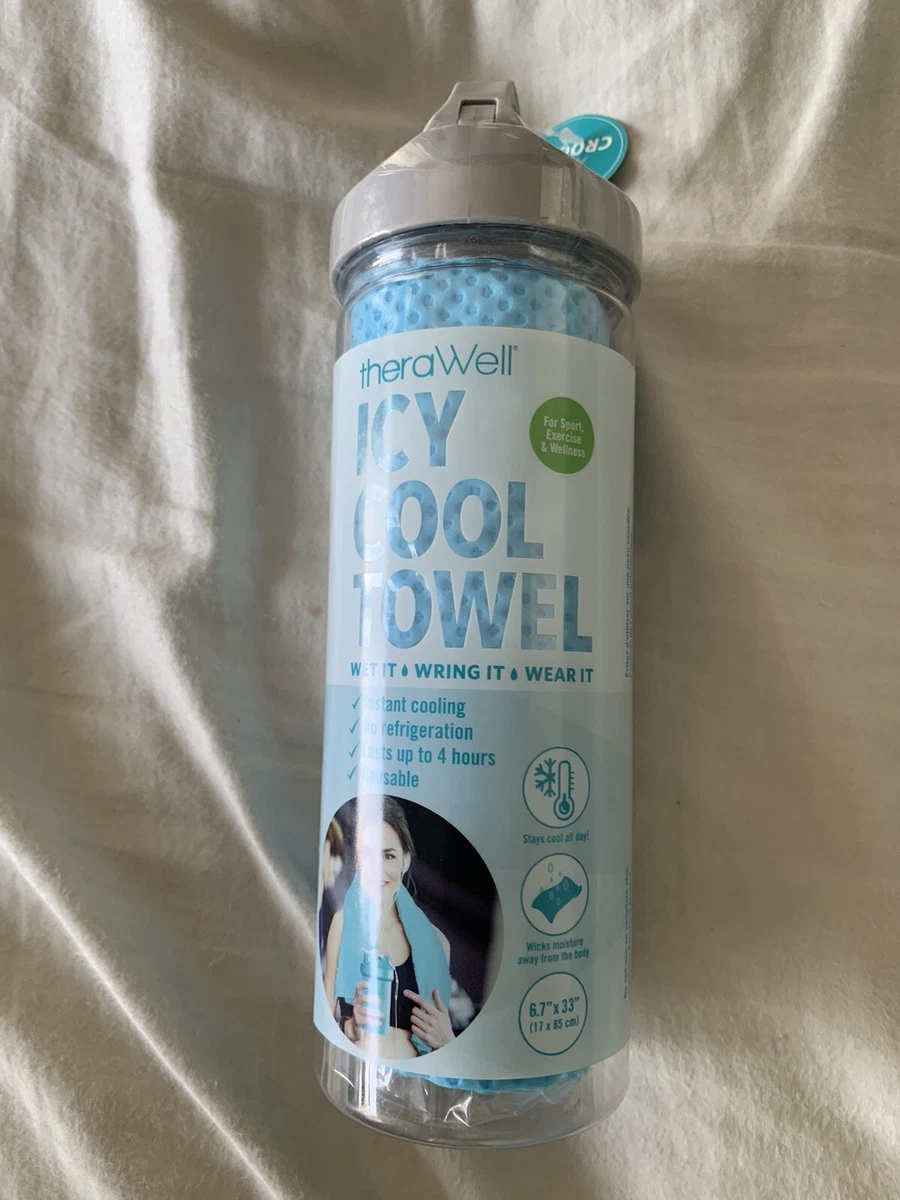 CRO
theraWell®
ICY
COOL
TOWEL
For Sport,
Exercise
& Wellness
WET IT WRING IT WEAR IT
✓ Instant cooling
✓ No refrigeration
✓ Lasts up to 4 hours
✓ Reusable
Stays cool all day!
Wicks moisture
away from the body
6.7" x 33"
(17 x 85 cm)